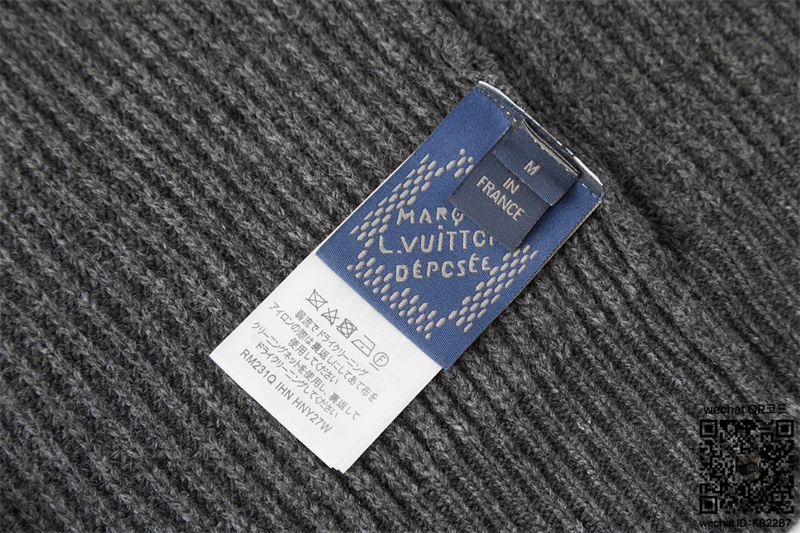 M
IN
FRANCE
MARQ
L.VUITTON
DÉPOSÉE
弱流でドライクリーニング
アイロンの際は裏返しにしてあて布を
使用してください
クリーニングネットを使用し、裏返して
ドライクリーニングしてください
RM231Q IHN HNY27W
wechat QR코드
wechat ID :K822B7